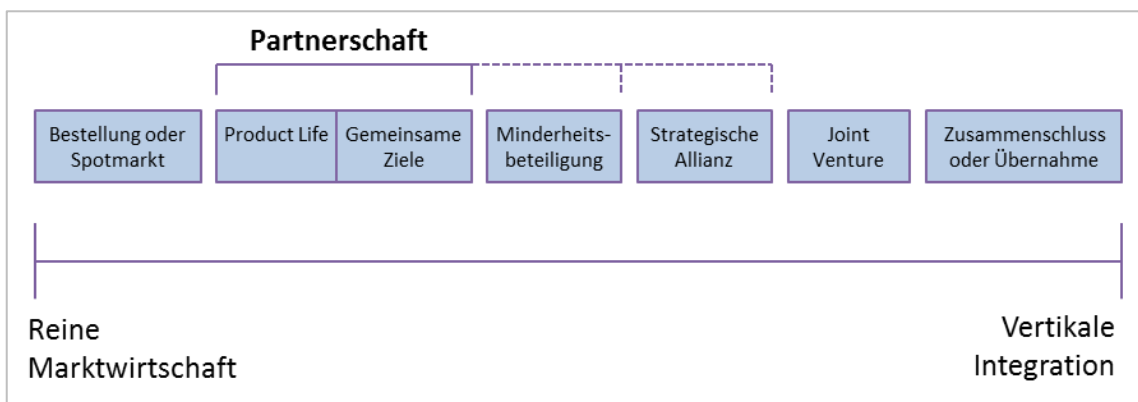 Partnerschaft
Bestellung oder
Spotmarkt
Product Life
Gemeinsame
Ziele
Minderheits-
beteiligung
Strategische
Allianz
Joint
Venture
Zusammenschluss
oder Übernahme
Reine
Marktwirtschaft
Vertikale
Integration